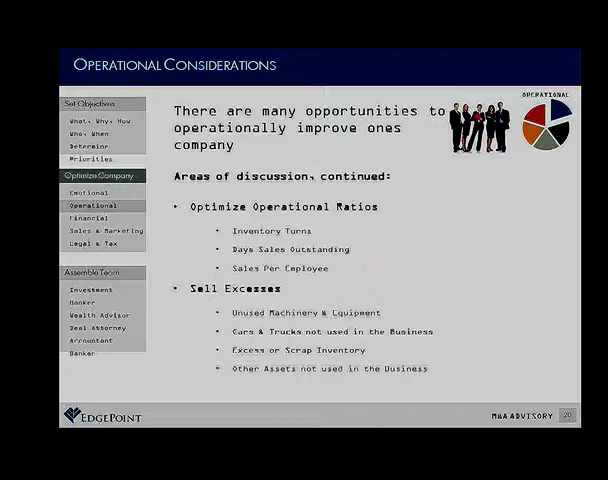 OPERATIONAL CONSIDERATIONS
Set Objectives
What, Why, How
Who, When
Determine
Priorities
Optimize Company
Emotional
Operational
Financial
Sales & Marketing
Legal & Tax
Assemble Team
Investment
Banker
Wealth Advisor
Deal Attorney
Accountant
Banker
There are many opportunities to
operationally improve ones
company
OPERATIONAL
Areas of discussion, continued:
• Optimize Operational Ratios
• Inventory Turns
• Days Sales Outstanding
• Sales Per Employee
• Sell Excesses
• Unused Machinery & Equipment
• Cars & Trucks not used in the Business
• Excess or Scrap Inventory
• Other Assets not used in the Business
EDGEPOINT
M&A ADVISORY 20